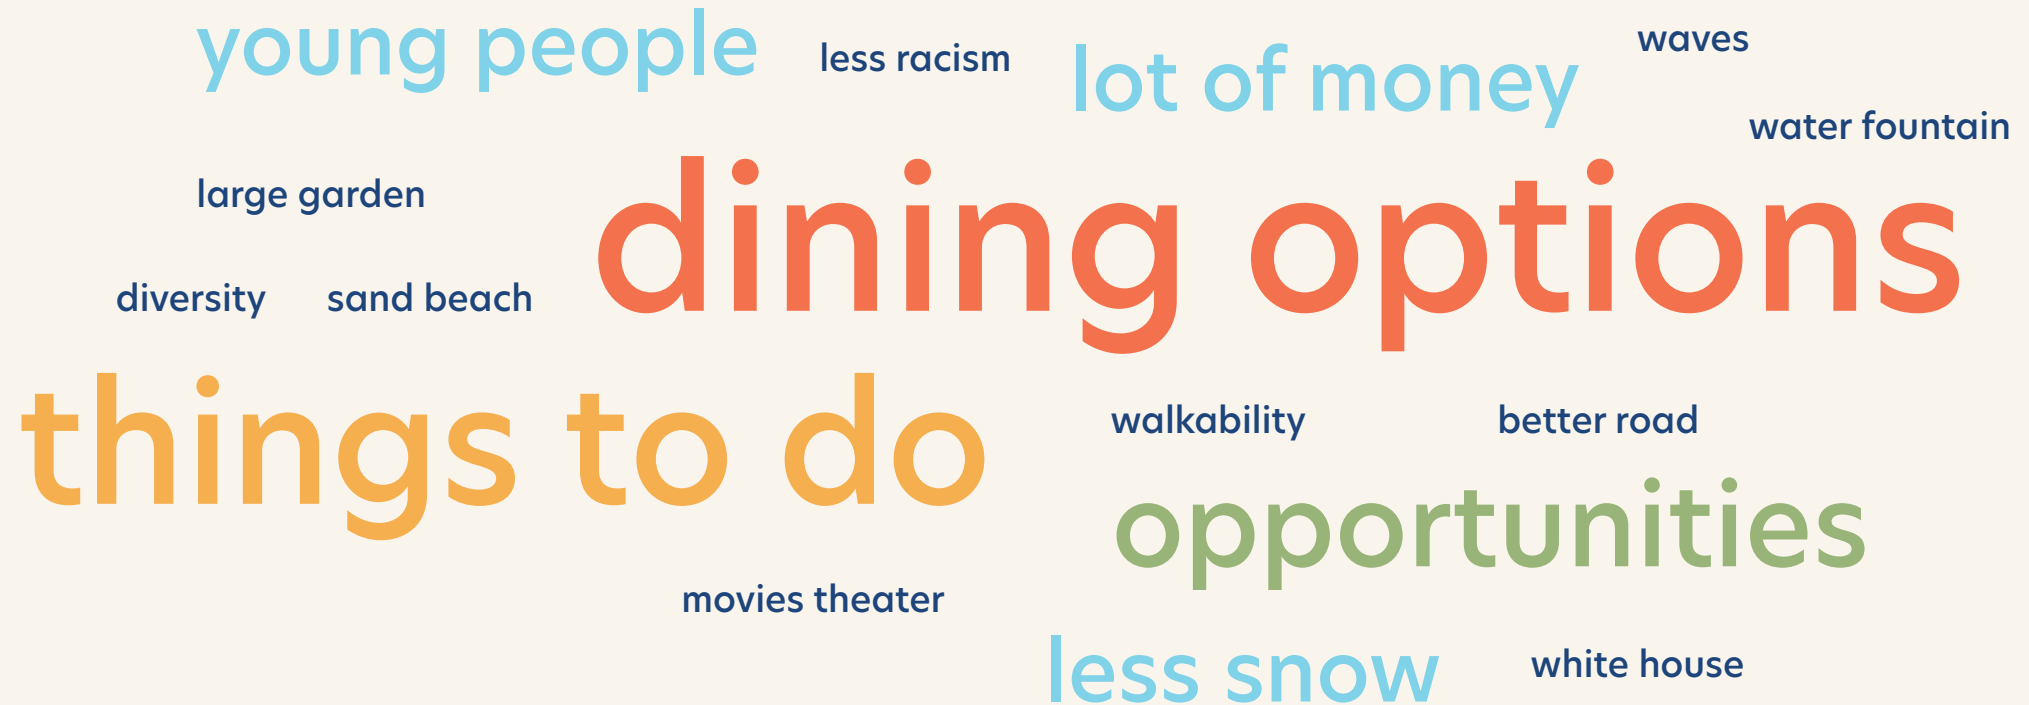 young people
less racism
lot of money
waves
water fountain
large garden
dining options
diversity
sand beach
things to do
walkability
better road
opportunities
movies theater
less snow
white house